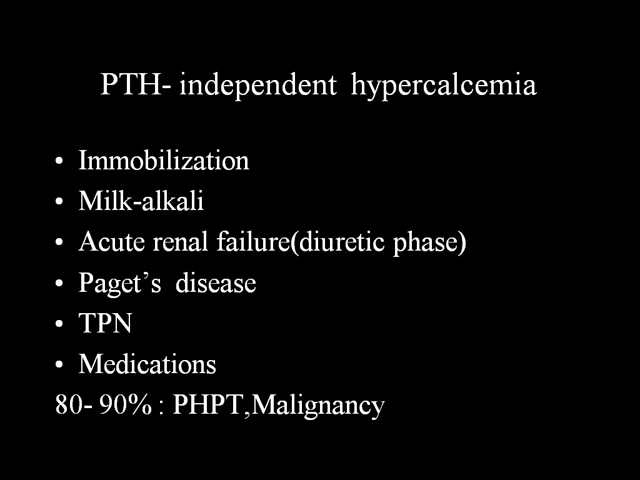 PTH- independent hypercalcemia
• Immobilization
• Milk-alkali
• Acute renal failure(diuretic phase)
• Paget’s disease
• TPN
• Medications
80- 90% : PHPT,Malignancy